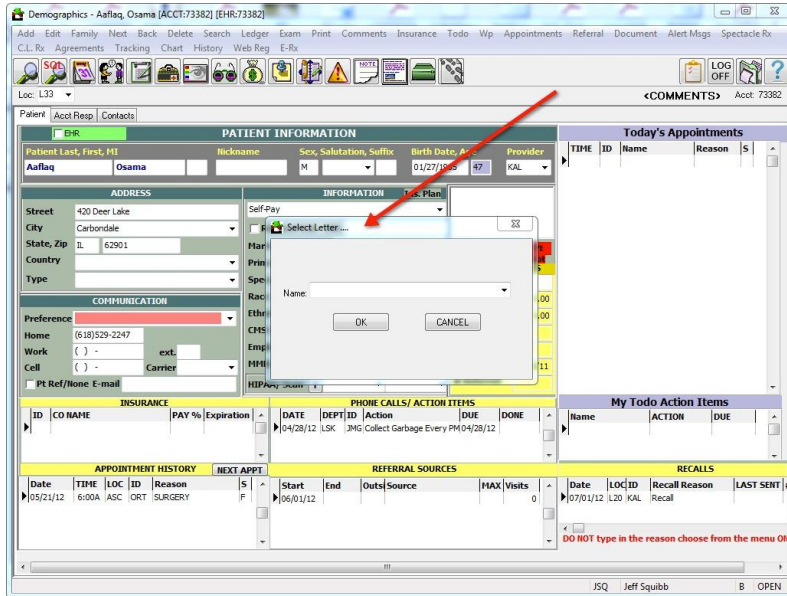 Demographics - Aaflaq, Osama [ACCT:73382] [EHR:73382]
Add Edit Family Next Back Delete Search Ledger Exam Print Comments Insurance Todo Wp Appointments Referral Document Alert Msgs Spectacle Rx
C.L. Rx Agreements Tracking Chart History Web Reg E-Rx
SQL NOTE LOG OFF
Loc: L33 <COMMENTS> Acct: 73382
Patient Acct Resp Contacts
EHR PATIENT INFORMATION Today's Appointments
Patient Last, First, MI Nickname Sex, Salutation, Suffix Birth Date, Age Provider TIME ID Name Reason S
Aaflaq Osama M 47 KAL
ADDRESS INFORMATION Ins. Plan
Street 420 Deer Lake Self-Pay
City Carbondale
Select Letter ....
State, Zip IL 62901
Country
Type
Name:
COMMUNICATION
OK CANCEL
Preference
Home (618)529-2247
Work ( ) - ext.
Cell ( ) - Carrier
Pt Ref/None E-mail
INSURANCE PHONE CALLS/ ACTION ITEMS My Todo Action Items
ID CO NAME PAY % Expiration DATE DEPT ID Action DUE DONE Name ACTION DUE
04/28/12 LSK JMG Collect Garbage Every PM 04/28/12
APPOINTMENT HISTORY NEXT APPT REFERRAL SOURCES RECALLS
Date TIME LOC ID Reason S Start End Outsi Source MAX Visits Date LOC ID Recall Reason LAST SENT
05/21/12 6:00A ASC ORT SURGERY F 06/01/12 0 07/01/12 L20 KAL Recall
DO NOT type in the reason choose from the menu
JSQ Jeff Squibb B OPEN